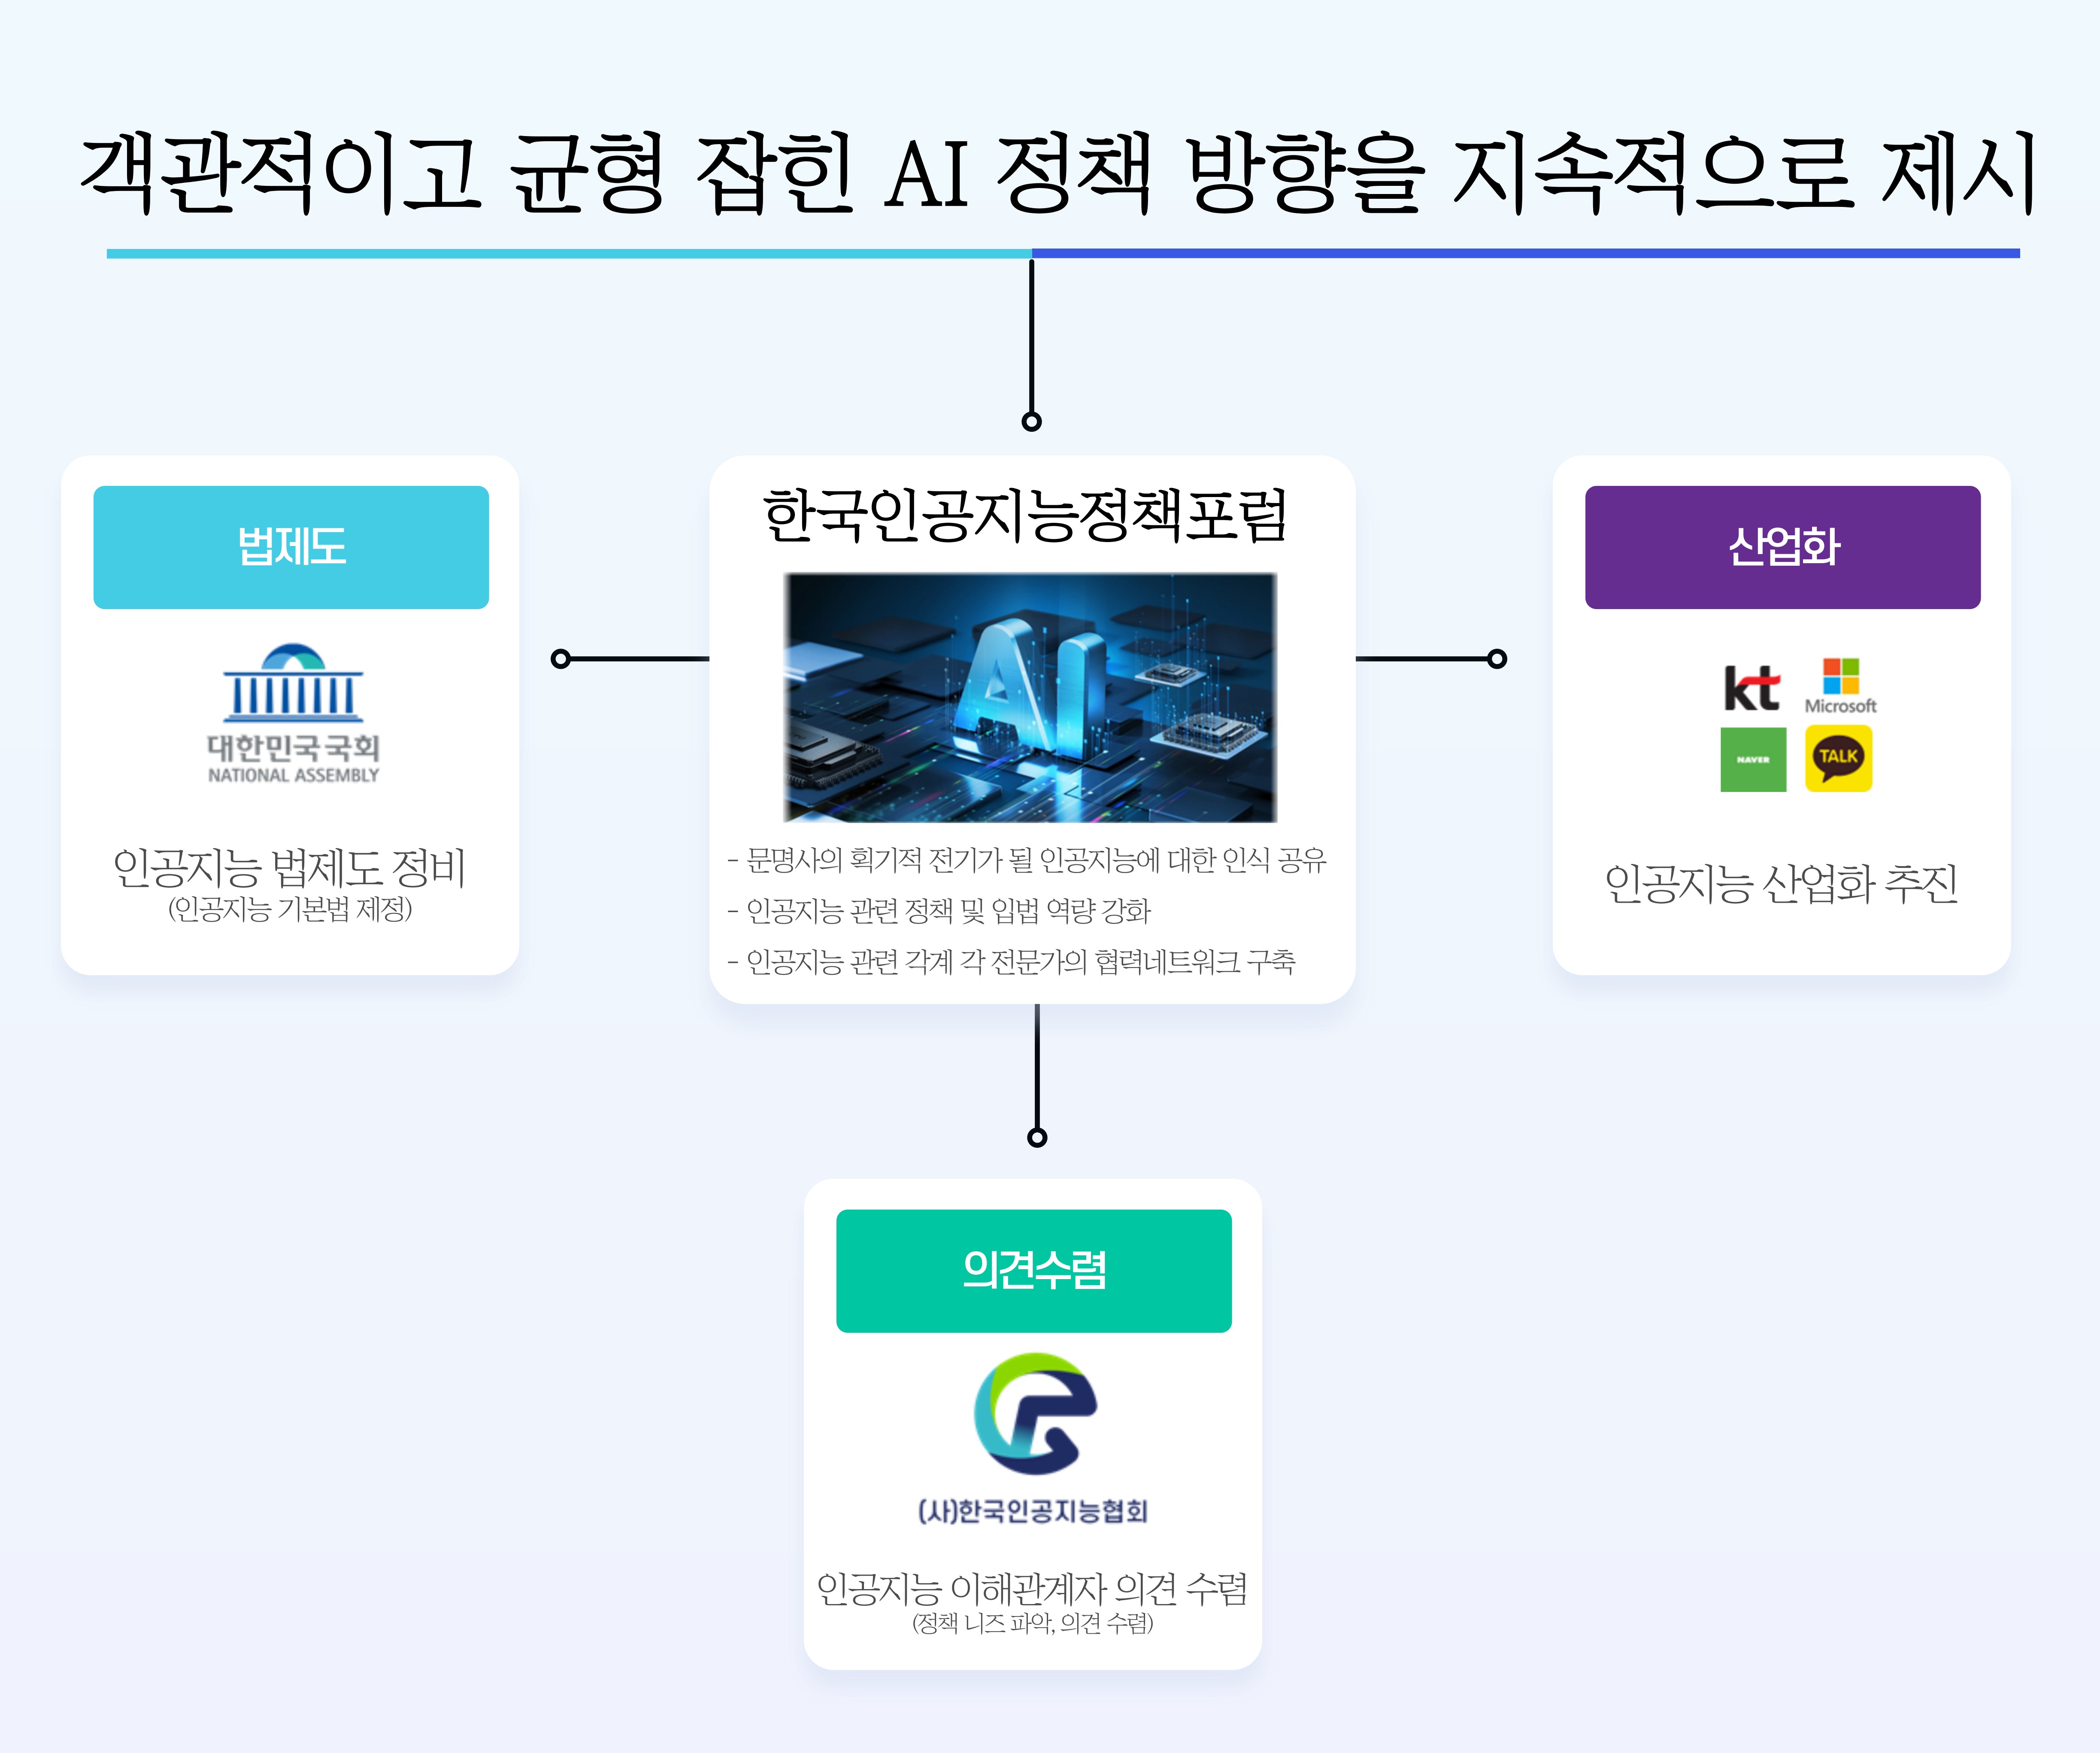 객관적이고 균형 잡힌 AI 정책 방향을 지속적으로 제시
법제도
대한민국국회
NATIONAL ASSEMBLY
인공지능 법제도 정비
(인공지능 기본법 제정)
한국인공지능정책포럼
AI
- 문명사의 획기적 전기가 될 인공지능에 대한 인식 공유
- 인공지능 관련 정책 및 입법 역량 강화
- 인공지능 관련 각계 각 전문가의 협력네트워크 구축
산업화
kt
Microsoft
NAVER
TALK
인공지능 산업화 추진
의견수렴
(사)한국인공지능협회
인공지능 이해관계자 의견 수렴
(정책 니즈 파악, 의견 수렴)